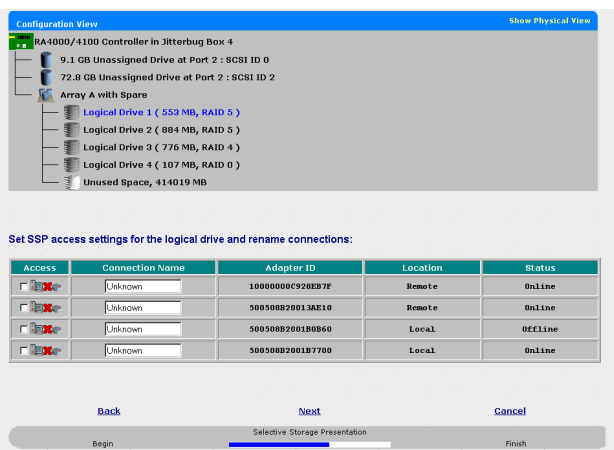 Configuration View
Show Physical View
RA4000/4100 Controller in Jitterbug Box 4
9.1 GB Unassigned Drive at Port 2 : SCSI ID 0
72.8 GB Unassigned Drive at Port 2 : SCSI ID 2
Array A with Spare
Logical Drive 1 ( 553 MB, RAID 5 )
Logical Drive 2 ( 884 MB, RAID 5 )
Logical Drive 3 ( 776 MB, RAID 4 )
Logical Drive 4 ( 107 MB, RAID 0 )
Unused Space, 414019 MB
Set SSP access settings for the logical drive and rename connections:
Access Connection Name Adapter ID Location Status
Unknown 10000000C928EB7F Remote Online
Unknown 500508B20013AE10 Remote Online
Unknown 500508B2001B0B60 Local Offline
Unknown 500508B2001B7700 Local Online
Back Next Cancel
Selective Storage Presentation
Begin Finish